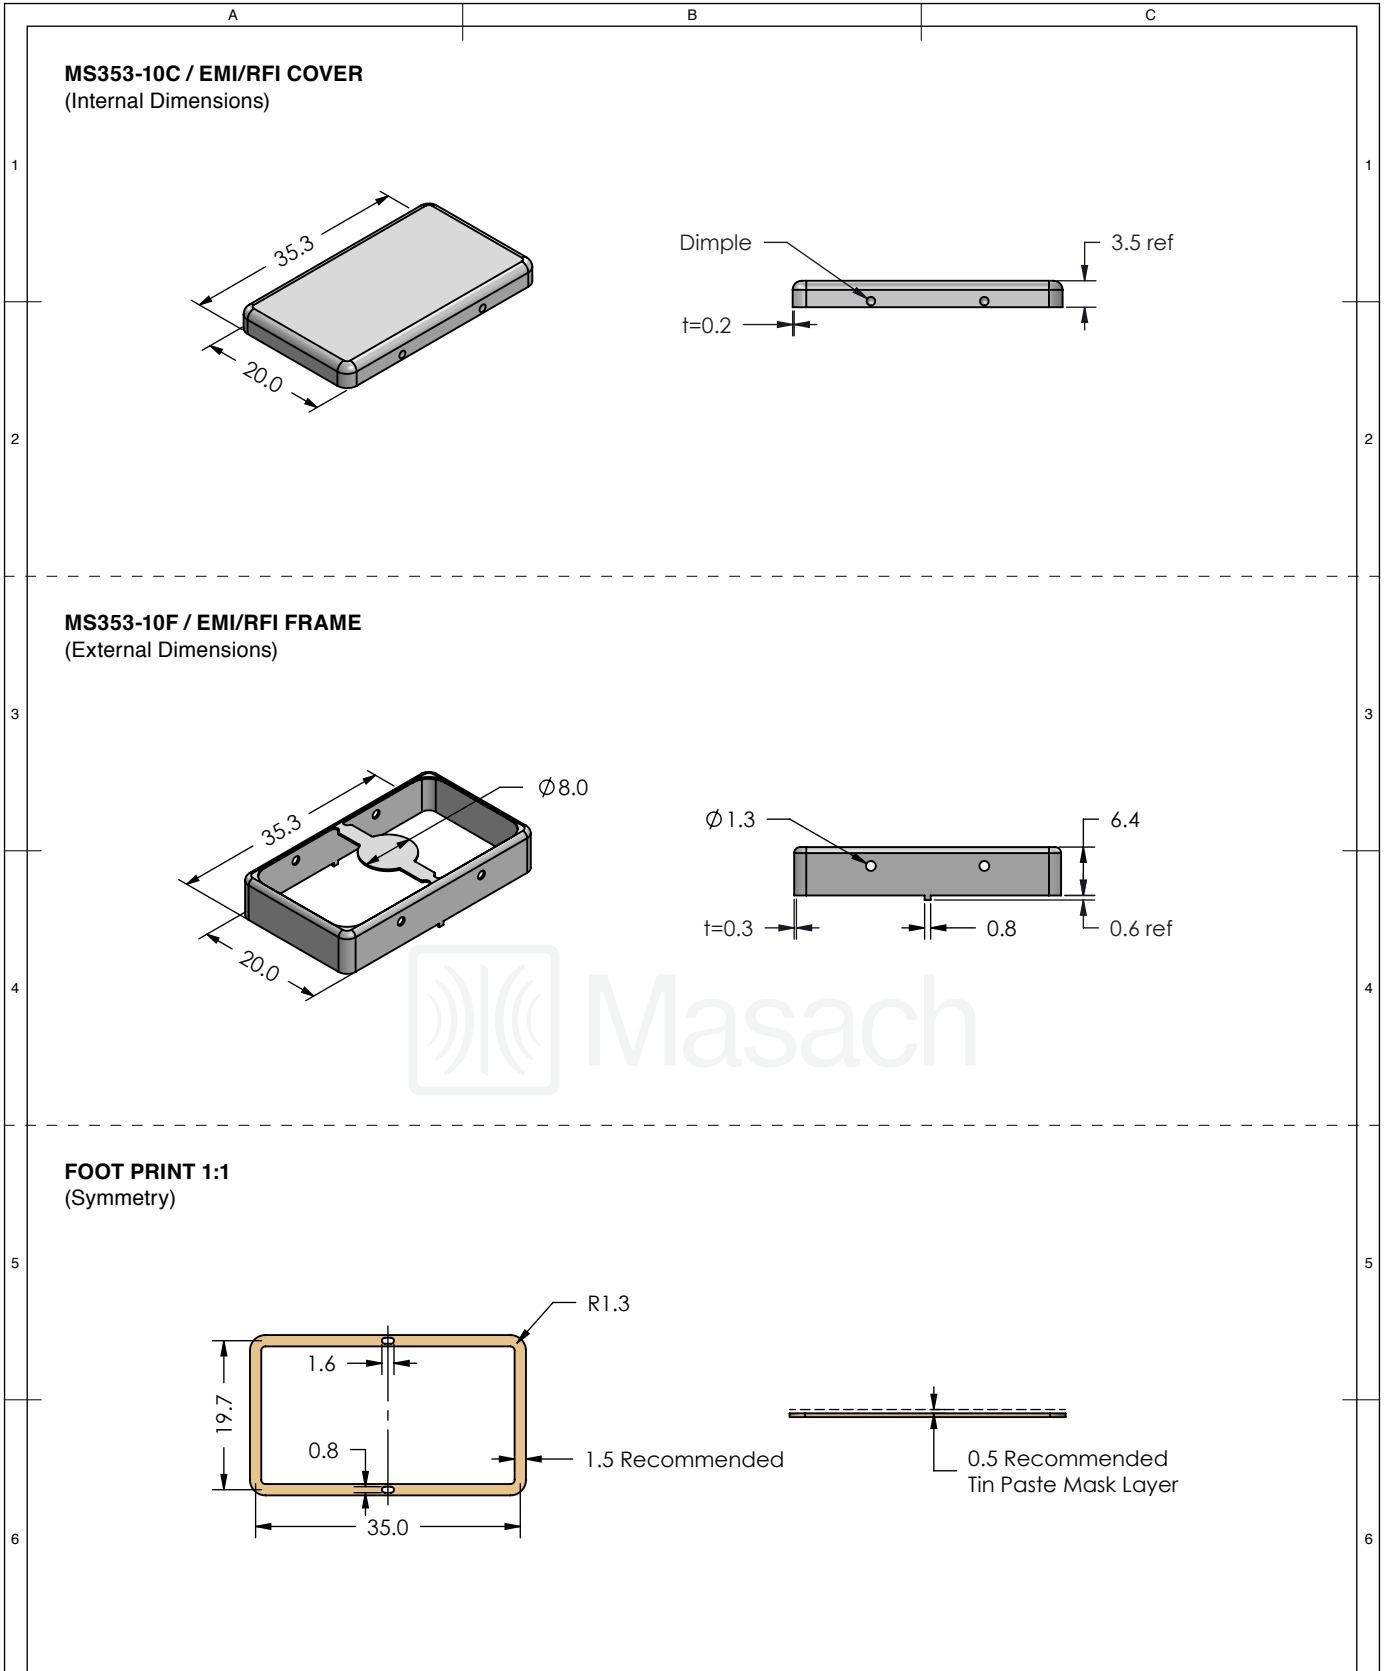 A B C
MS353-10C / EMI/RFI COVER
(Internal Dimensions)
1 1
35.3
20.0
Dimple
3.5 ref
t=0.2
2 2
MS353-10F / EMI/RFI FRAME
(External Dimensions)
3 3
35.3
Ø8.0
20.0
Ø1.3
6.4
t=0.3
0.8
0.6 ref
4 4
Masach
FOOT PRINT 1:1
(Symmetry)
5 5
R1.3
1.6
19.7
0.8
1.5 Recommended
35.0
0.5 Recommended
Tin Paste Mask Layer
6 6